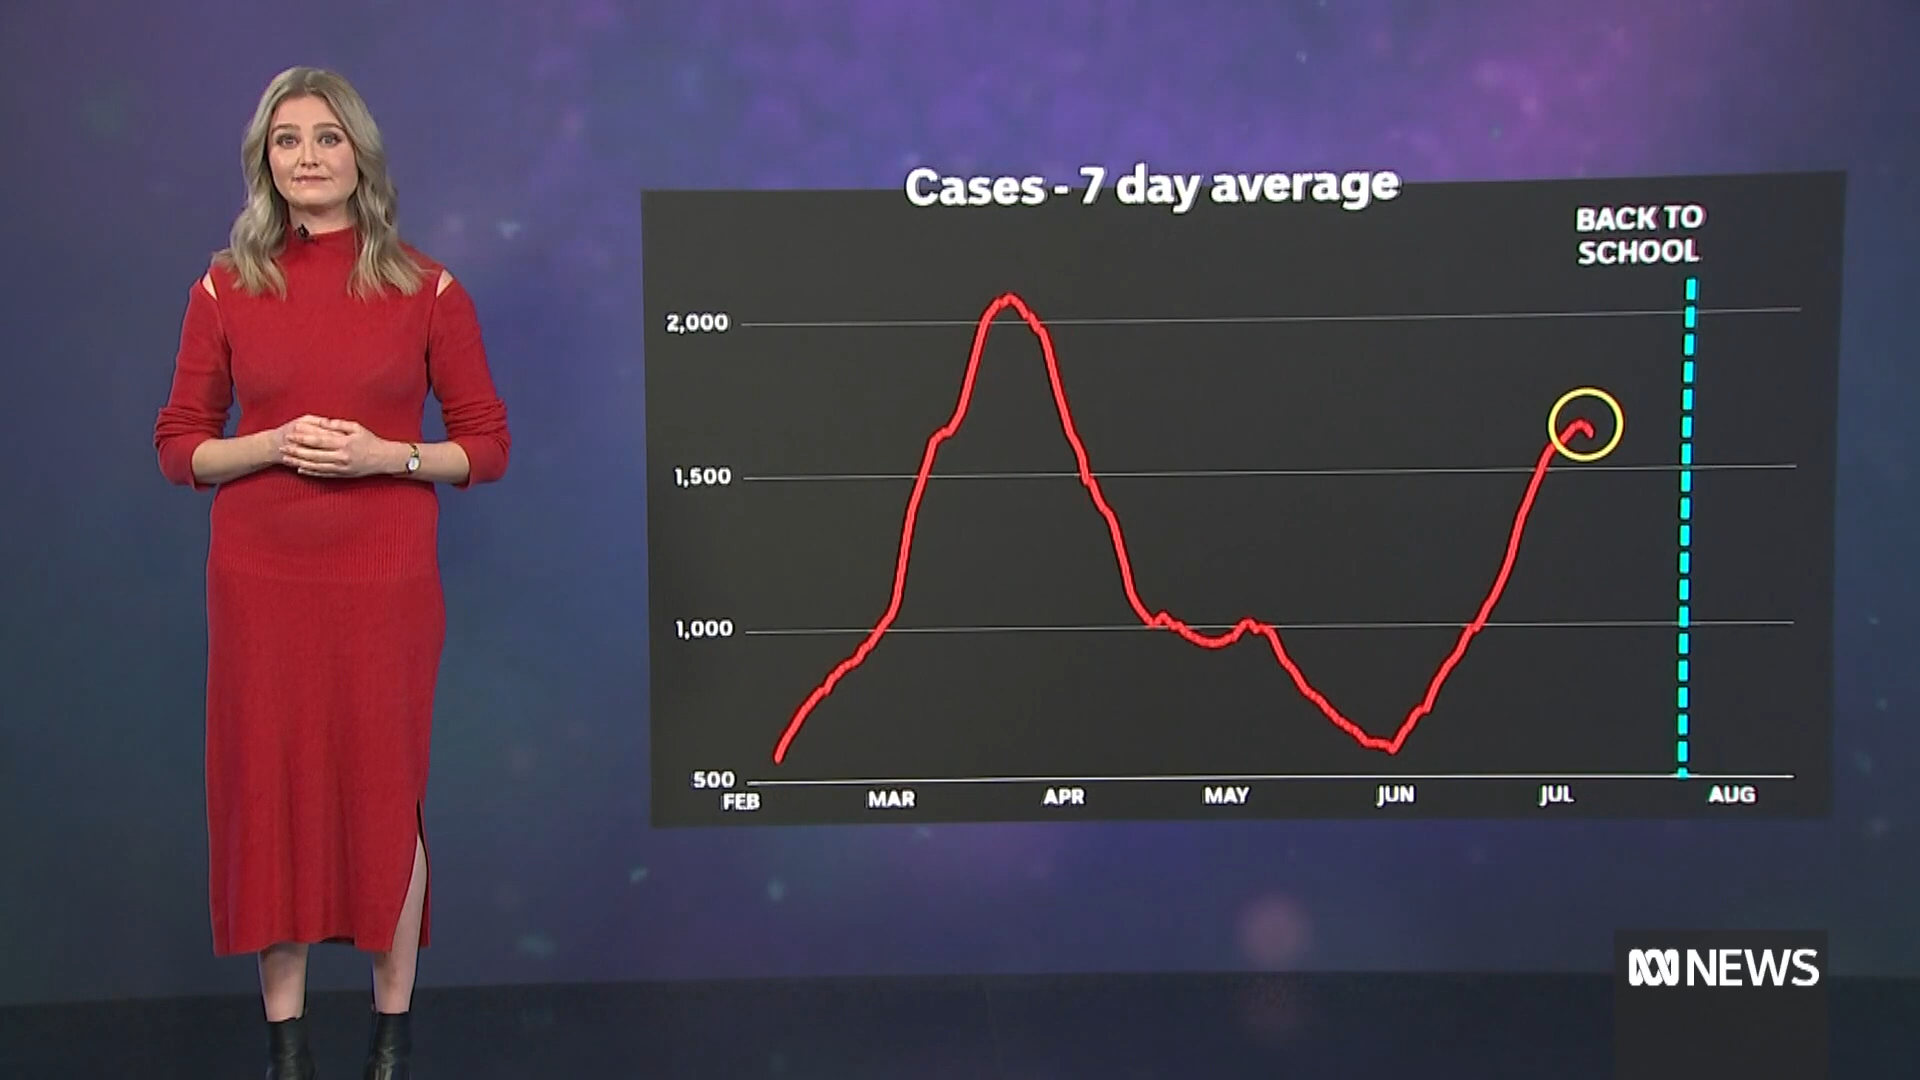 Cases - 7 day average
BACK TO
SCHOOL
2,000
1,500
1,000
500
FEB MAR APR MAY JUN JUL AUG
NEWS